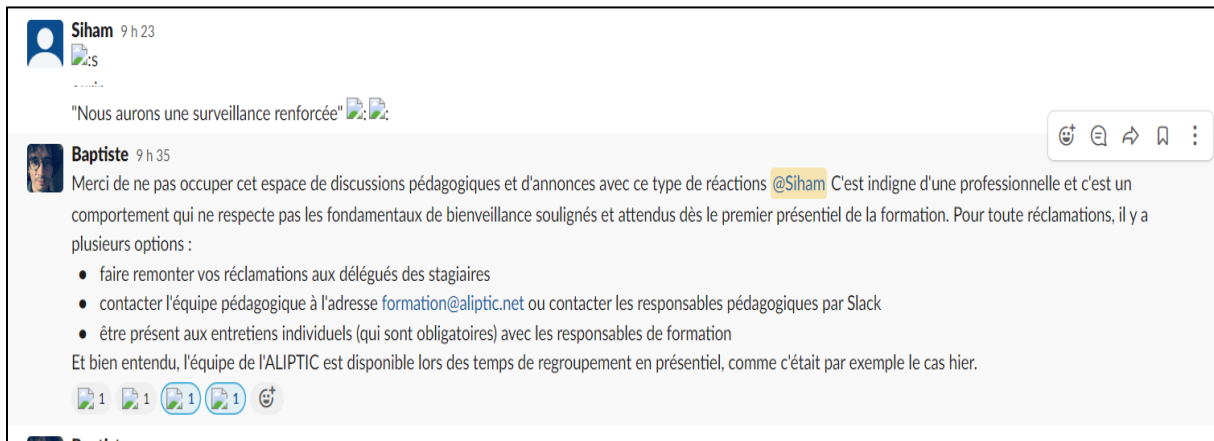 Siham 9 h 23
:s
"Nous aurons une surveillance renforcée" : :
Baptiste 9 h 35
Merci de ne pas occuper cet espace de discussions pédagogiques et d'annonces avec ce type de réactions @Siham C'est indigne d'une professionnelle et c'est un
comportement qui ne respecte pas les fondamentaux de bienveillance soulignés et attendus dès le premier présentiel de la formation. Pour toute réclamations, il y a
plusieurs options :
● faire remonter vos réclamations aux délégués des stagiaires
● contacter l'équipe pédagogique à l'adresse formation@aliptic.net ou contacter les responsables pédagogiques par Slack
● être présent aux entretiens individuels (qui sont obligatoires) avec les responsables de formation
Et bien entendu, l'équipe de l'ALIPTIC est disponible lors des temps de regroupement en présentiel, comme c'était par exemple le cas hier.
1 1 1 1